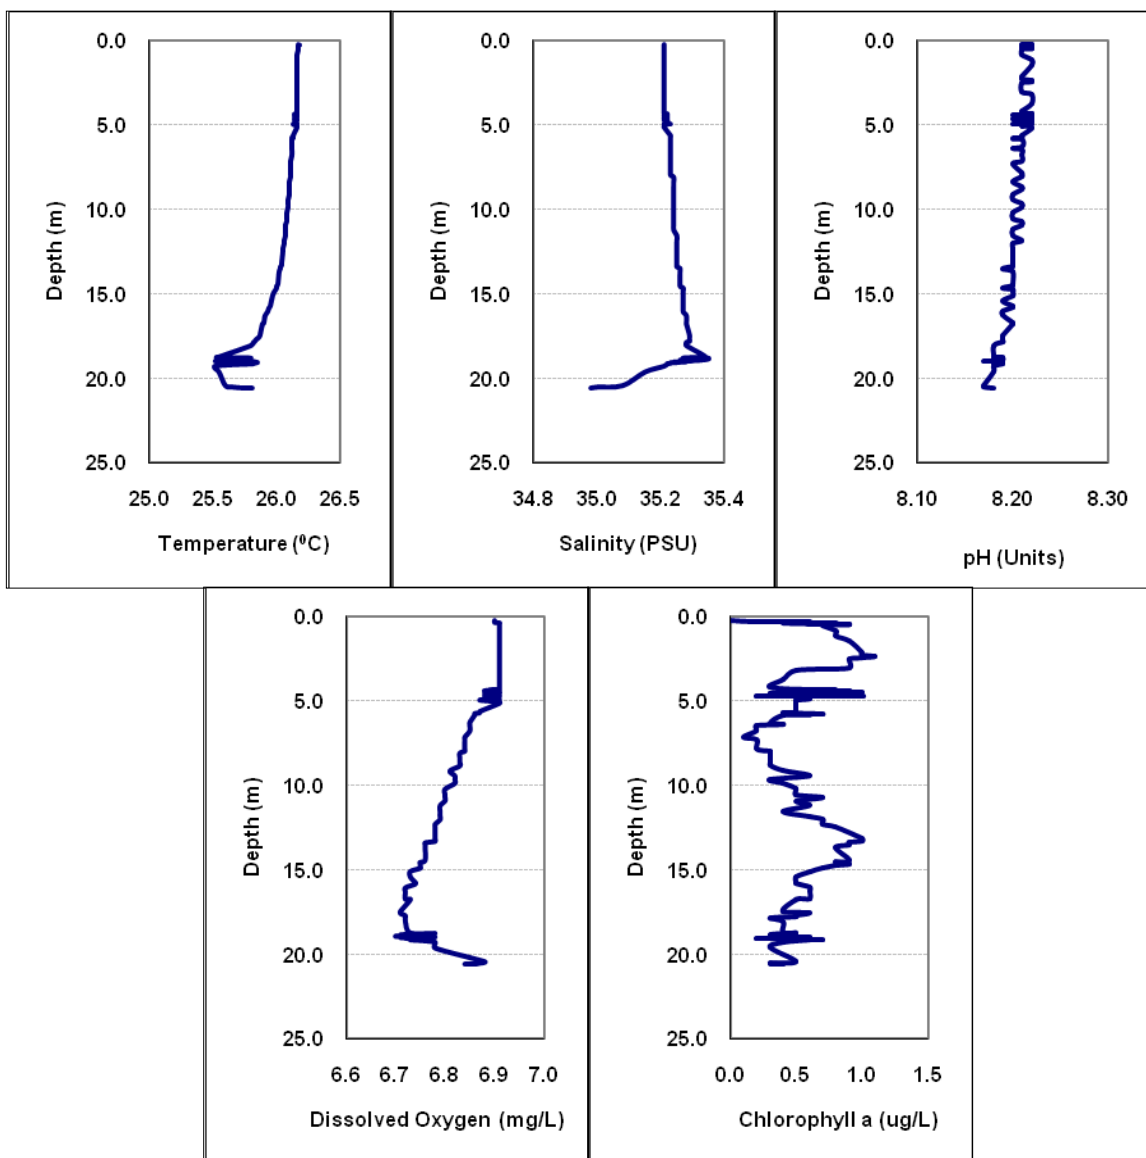 0.0
5.0
10.0
15.0
20.0
25.0
Depth (m)
25.0 25.5 26.0 26.5
Temperature (⁰C)
0.0
5.0
10.0
15.0
20.0
25.0
Depth (m)
34.8 35.0 35.2 35.4
Salinity (PSU)
0.0
5.0
10.0
15.0
20.0
25.0
Depth (m)
8.10 8.20 8.30
pH (Units)
0.0
5.0
10.0
15.0
20.0
25.0
Depth (m)
6.6 6.7 6.8 6.9 7.0
Dissolved Oxygen (mg/L)
0.0
5.0
10.0
15.0
20.0
25.0
Depth (m)
0.0 0.5 1.0 1.5
Chlorophyll a (ug/L)